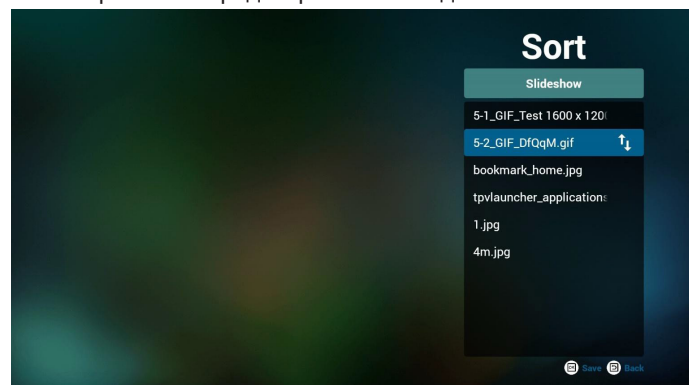 Sort
Slideshow
5-1_GIF_Test 1600 x 120
5-2_GIF_DfQqM.gif
bookmark_home.jpg
tpvlauncher_applications
1.jpg
4m.jpg
Save Back